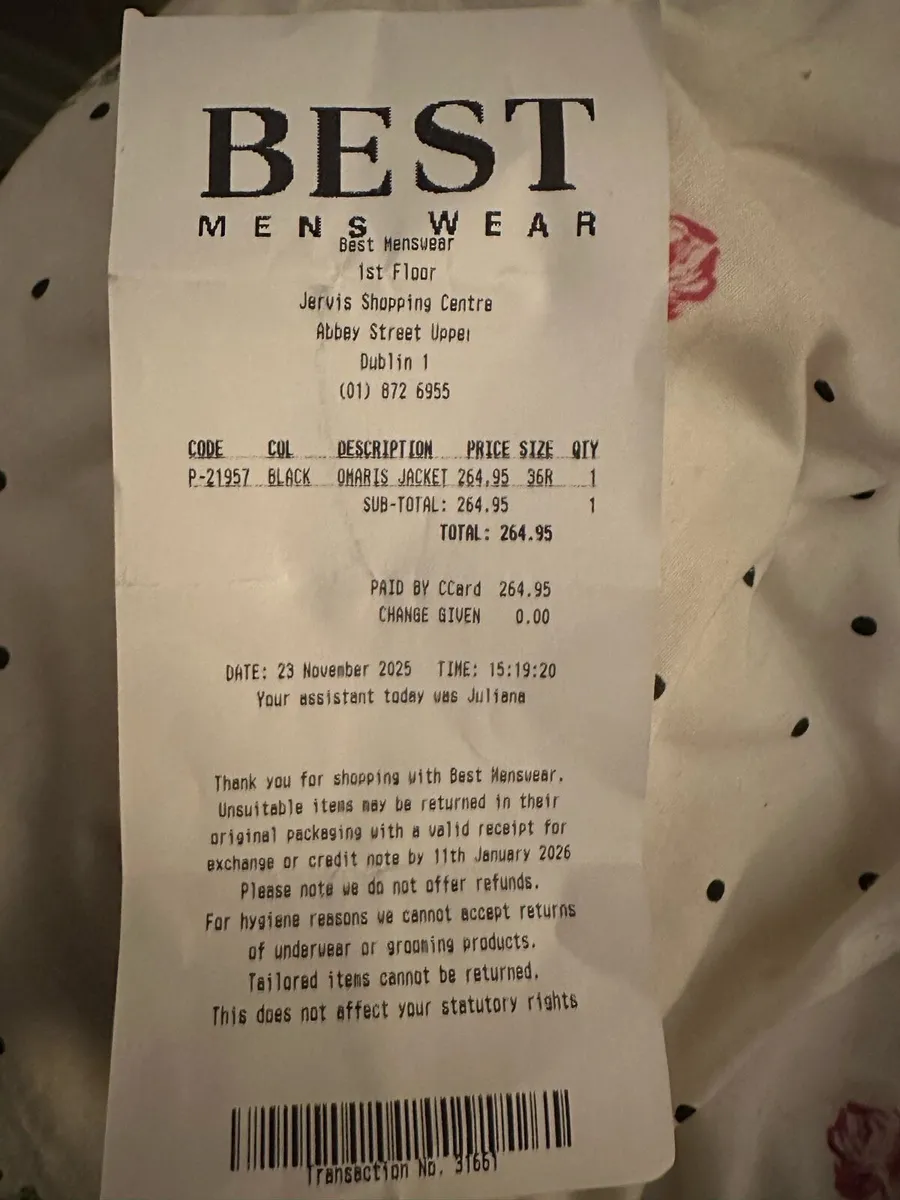 BEST
MENS WEAR
Best Menswear
1st Floor
Jervis Shopping Centre
Abbey Street Upper
Dublin 1
(01) 872 6955
CODE COL DESCRIPTION PRICE SIZE QTY
P-21957 BLACK OMARIS JACKET 264.95 36R 1
SUB-TOTAL: 264.95 1
TOTAL: 264.95
PAID BY CCard 264.95
CHANGE GIVEN 0.00
DATE: 23 November 2025 TIME: 15:19:20
Your assistant today was Juliana
Thank you for shopping with Best Menswear.
Unsuitable items may be returned in their
original packaging with a valid receipt for
exchange or credit note by 11th January 2026
Please note we do not offer refunds.
For hygiene reasons we cannot accept returns
of underwear or grooming products.
Tailored items cannot be returned.
This does not affect your statutory rights
Transaction No. 31661